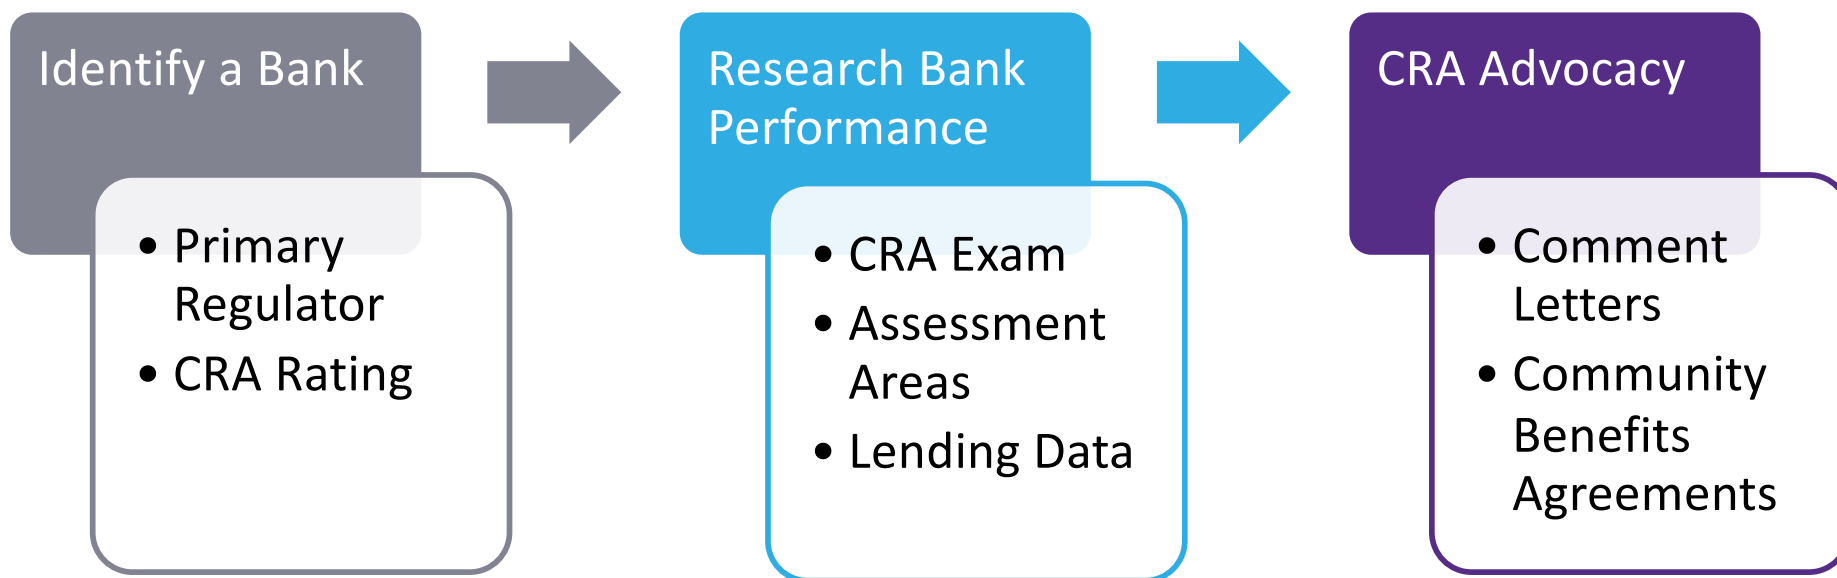 Identify a Bank
• Primary
Regulator
• CRA Rating
Research Bank
Performance
• CRA Exam
• Assessment
Areas
• Lending Data
CRA Advocacy
• Comment
Letters
• Community
Benefits
Agreements